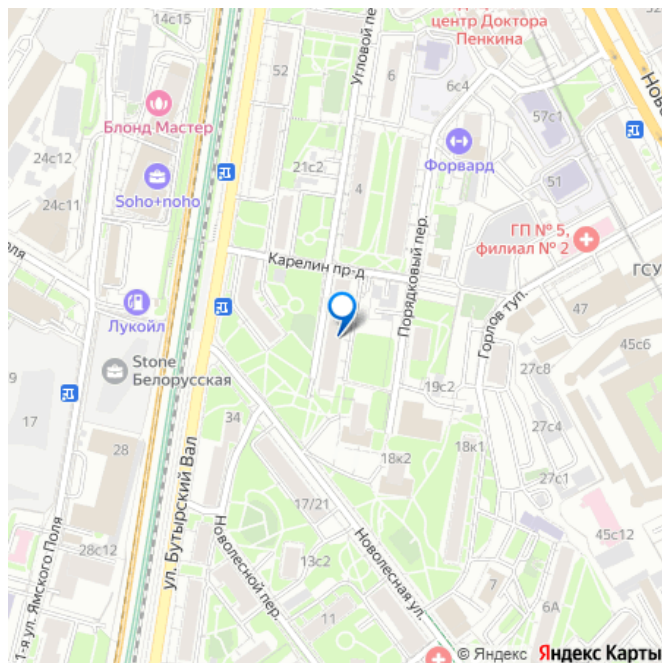 14с15
центр Доктора
Пенкина
52
Угловой пер.
6
6с4
57с1
Блонд Мастер
Форвард
24с12
21с2
51
Soho+noho
4
24с11
ГП № 5,
филиал № 2
Порядковый пер.
Карелин пр-д
ГСУ
Лукойл
Горлов туп.
47
45с6
Stone
Белорусская
9
17
27с8
19с2
34
27с4
28
18к1
18к2
27с1
ул. Бутырский Вал
17/21
45с12
Новолесной пер.
Новолесная ул.
28с12
13с2
1-я ул. Ямского Поля
7
11
6А
© Яндекс Яндекс Карты